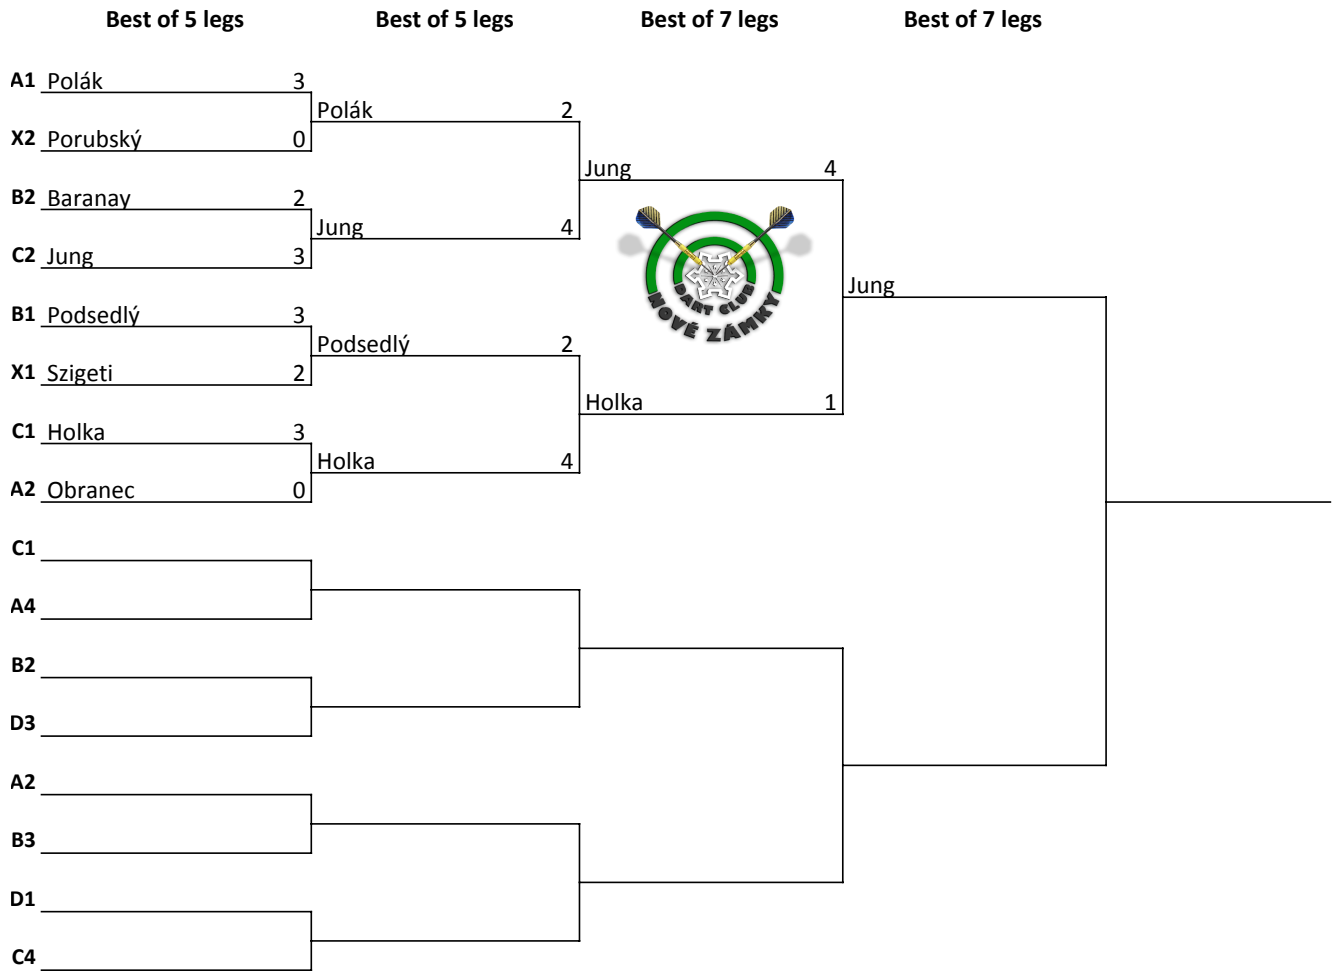 Best of 5 legs Best of 5 legs Best of 7 legs Best of 7 legs
A1 Polák 3
Polák 2
X2 Porubský 0
Jung 4
B2 Baranay 2
Jung 4
C2 Jung 3
DART CLUB
NOVÉ ZÁMKY
Jung
B1 Podsedlý 3
Podsedlý 2
X1 Szigeti 2
Holka 1
C1 Holka 3
Holka 4
A2 Obranec 0
C1
A4
B2
D3
A2
B3
D1
C4